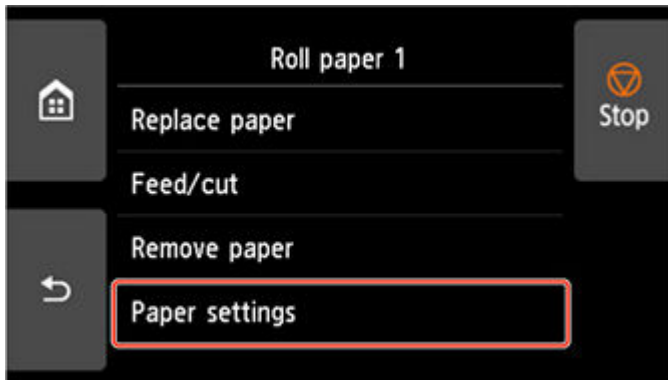 Roll paper 1
Stop
Replace paper
Feed/cut
Remove paper
Paper settings